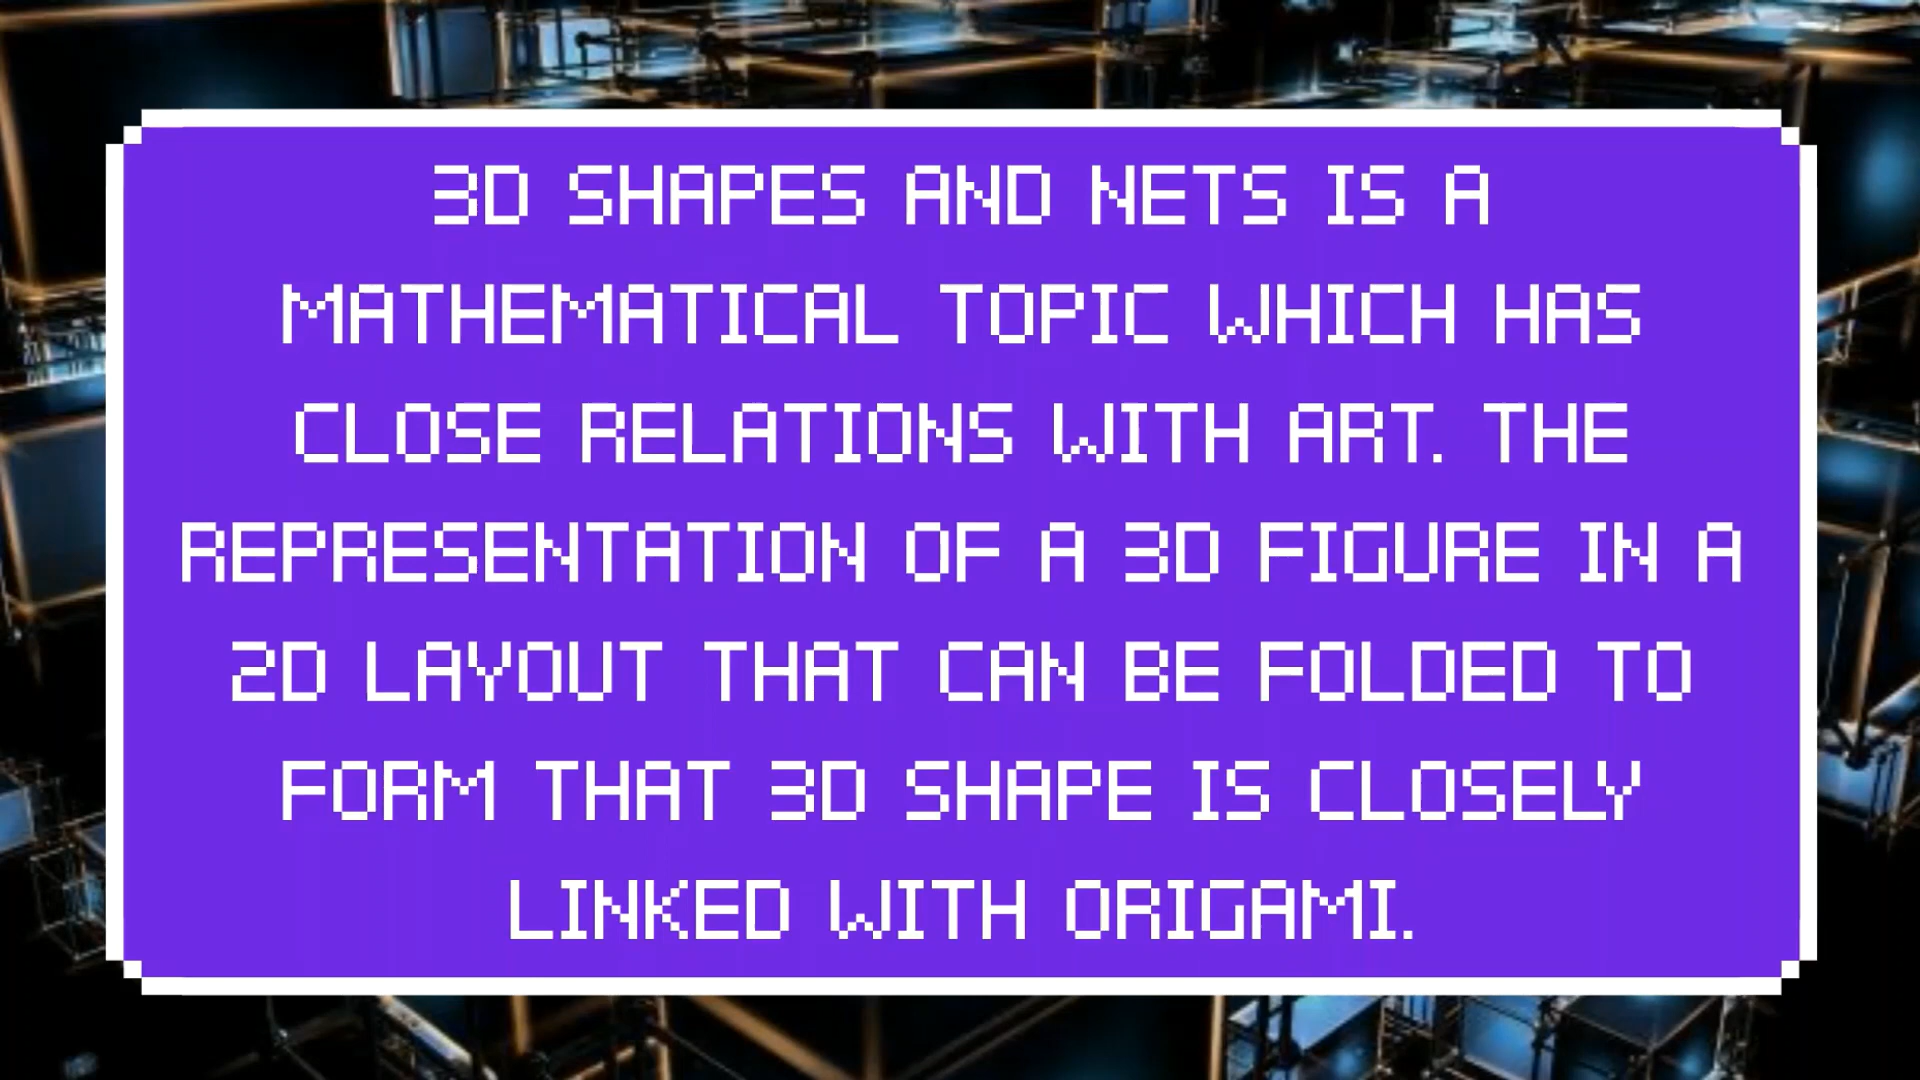 3D SHAPES AND NETS IS A
MATHEMATICAL TOPIC WHICH HAS
CLOSE RELATIONS WITH ART. THE
REPRESENTATION OF A 3D FIGURE IN A
2D LAYOUT THAT CAN BE FOLDED TO
FORM THAT 3D SHAPE IS CLOSELY
LINKED WITH ORIGAMI.